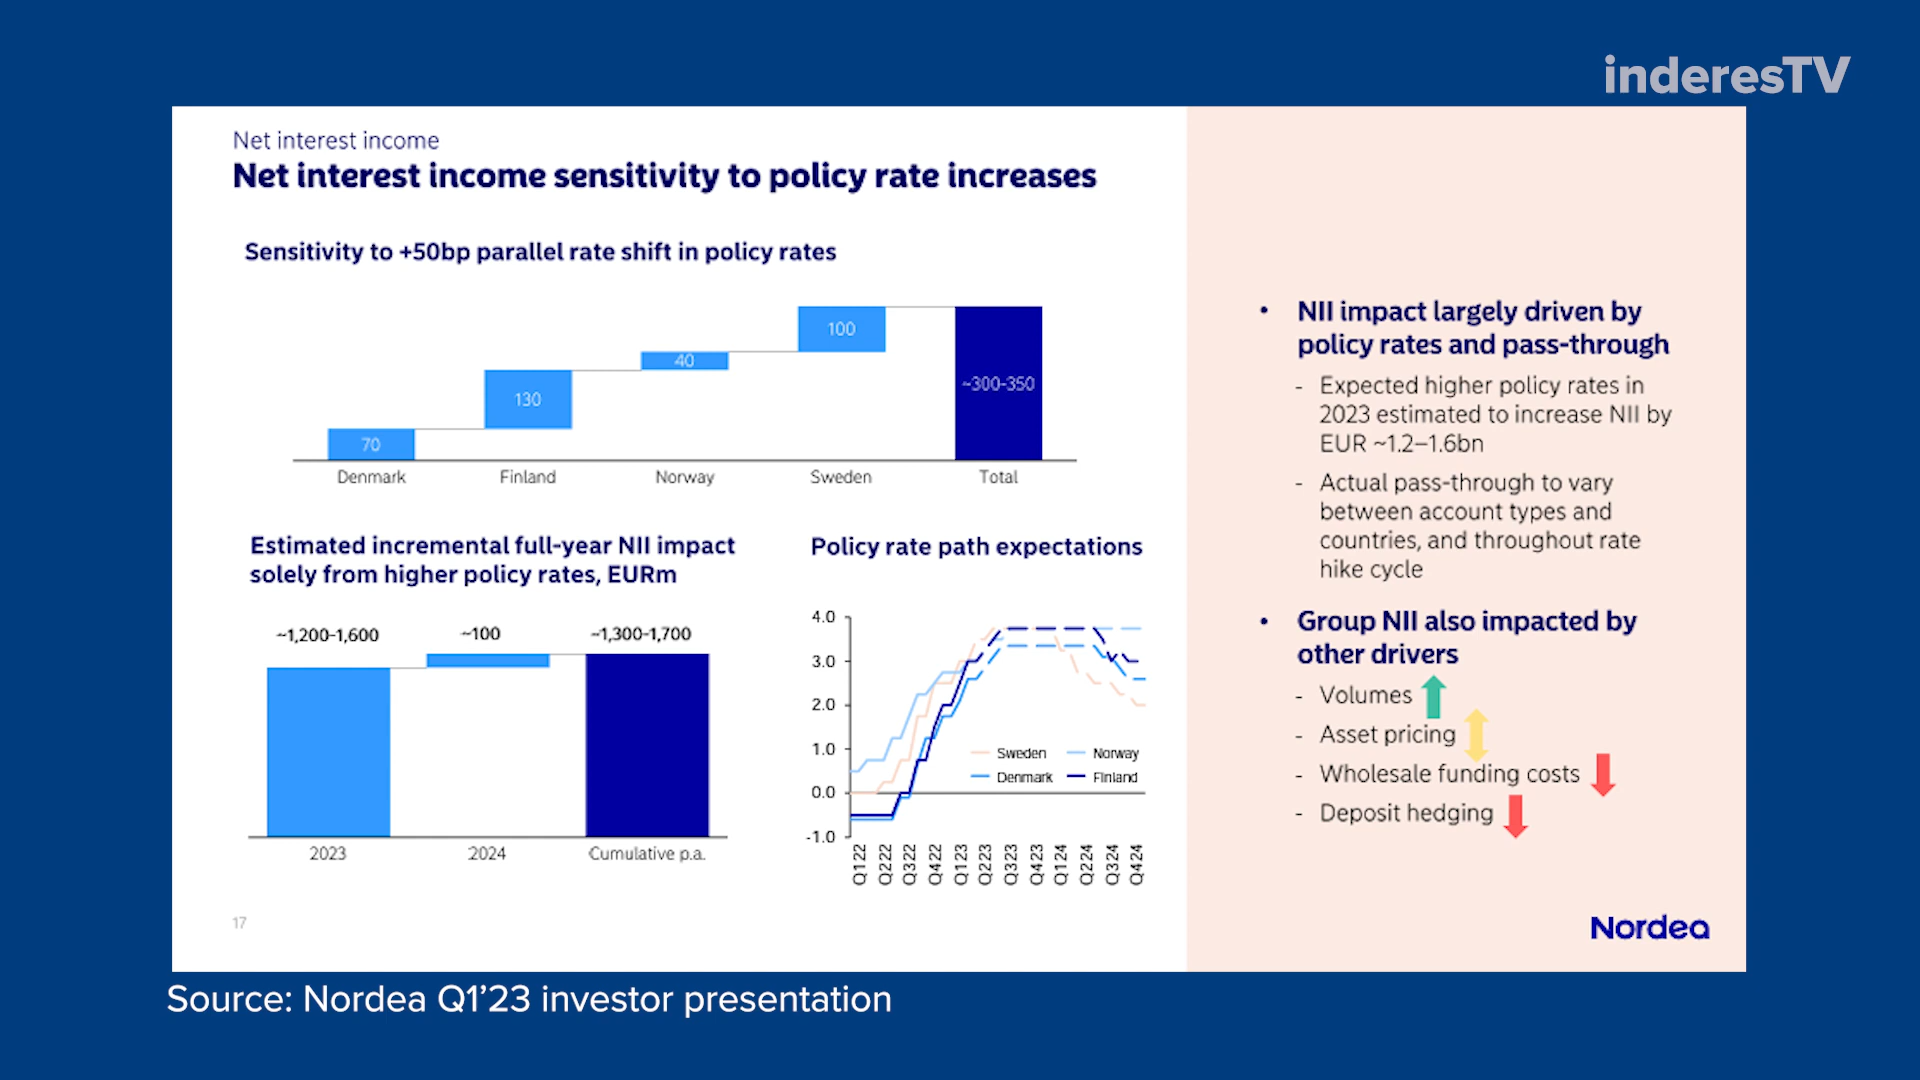 inderesTV
Net interest income
Net interest income sensitivity to policy rate increases
Sensitivity to +50bp parallel rate shift in policy rates
70
130
40
100
~300-350
Denmark
Finland
Norway
Sweden
Total
Estimated incremental full-year NII impact
solely from higher policy rates, EURm
~1,200-1,600
~100
~1,300-1,700
2023
2024
Cumulative p.a.
Policy rate path expectations
4.0
3.0
2.0
1.0
0.0
-1.0
Sweden
Norway
Denmark
Finland
Q122
Q222
Q322
Q422
Q123
Q223
Q323
Q423
Q124
Q224
Q324
Q424
17
• NII impact largely driven by
policy rates and pass-through
- Expected higher policy rates in
2023 estimated to increase NII by
EUR ~1.2–1.6bn
- Actual pass-through to vary
between account types and
countries, and throughout rate
hike cycle
• Group NII also impacted by
other drivers
- Volumes
- Asset pricing
- Wholesale funding costs
- Deposit hedging
Nordea
Source: Nordea Q1’23 investor presentation